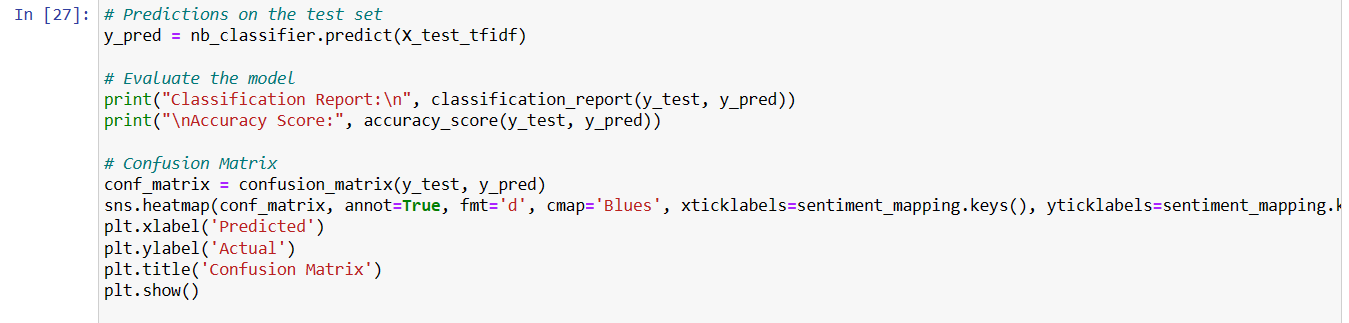 In [27]: # Predictions on the test set
y_pred = nb_classifier.predict(X_test_tfidf)
# Evaluate the model
print("Classification Report:\n", classification_report(y_test, y_pred))
print("\nAccuracy Score:", accuracy_score(y_test, y_pred))
# Confusion Matrix
conf_matrix = confusion_matrix(y_test, y_pred)
sns.heatmap(conf_matrix, annot=True, fmt='d', cmap='Blues', xticklabels=sentiment_mapping.keys(), yticklabels=sentiment_mapping.k
plt.xlabel('Predicted')
plt.ylabel('Actual')
plt.title('Confusion Matrix')
plt.show()